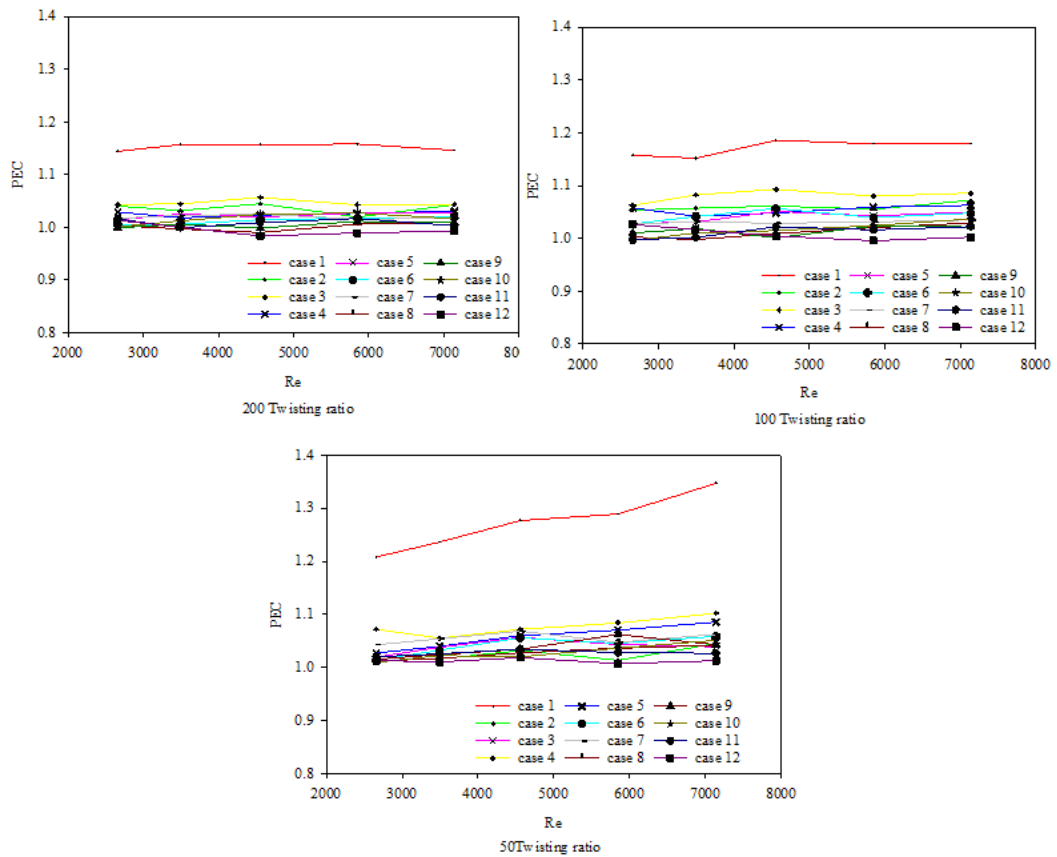 1.4
1.3
1.2
1.1
1.0
0.9
0.8
PEC
case 1 case 5 case 9
case 2 case 6 case 10
case 3 case 7 case 11
case 4 case 8 case 12
2000 3000 4000 5000 6000 7000 80
Re
200 Twisting ratio
1.4
1.3
1.2
1.1
1.0
0.9
0.8
PEC
case 1 case 5 case 9
case 2 case 6 case 10
case 3 case 7 case 11
case 4 case 8 case 12
2000 3000 4000 5000 6000 7000 8000
Re
100 Twisting ratio
1.4
1.3
1.2
1.1
1.0
0.9
0.8
PEC
case 1 case 5 case 9
case 2 case 6 case 10
case 3 case 7 case 11
case 4 case 8 case 12
2000 3000 4000 5000 6000 7000 8000
Re
50Twisting ratio